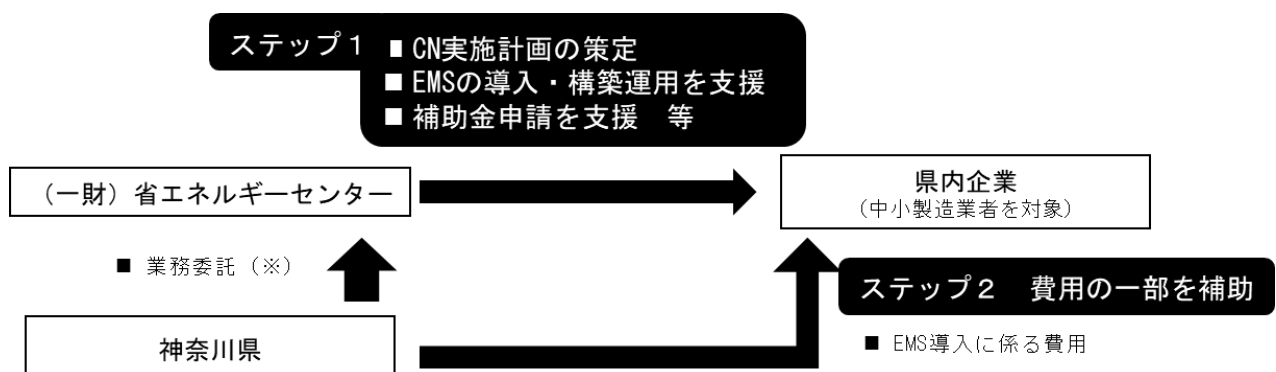 ステップ１
■ CN実施計画の策定
■ EMSの導入・構築運用を支援
■ 補助金申請を支援　等
（一財）省エネルギーセンター
県内企業
（中小製造業者を対象）
■ 業務委託（※）
ステップ２　費用の一部を補助
神奈川県
■ EMS導入に係る費用